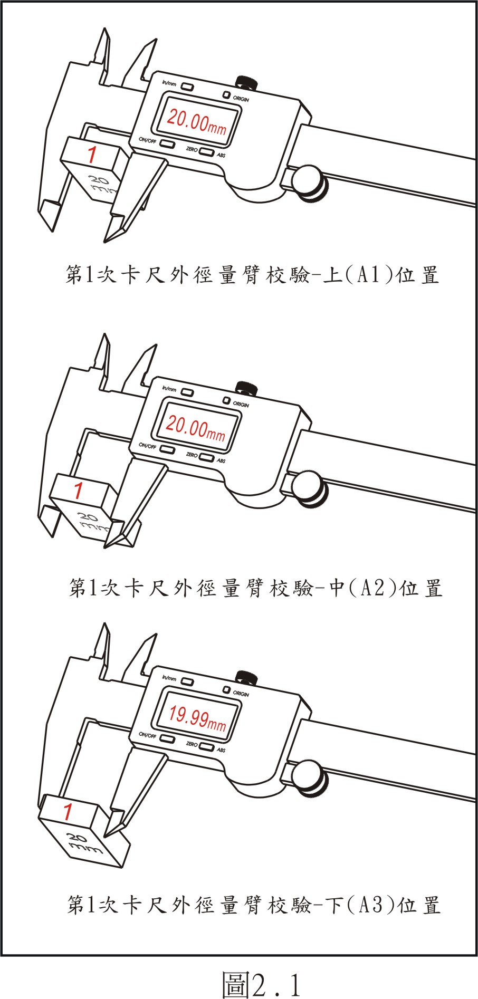 in/mm
ORIGIN
20.00mm
ON/OFF
ZERO
ABS
1
20
mm
第1次卡尺外徑量臂校驗-上(A1)位置
in/mm
ORIGIN
20.00mm
ON/OFF
ZERO
ABS
1
20
mm
第1次卡尺外徑量臂校驗-中(A2)位置
in/mm
ORIGIN
19.99mm
ON/OFF
ZERO
ABS
1
20
mm
第1次卡尺外徑量臂校驗-下(A3)位置
圖2.1